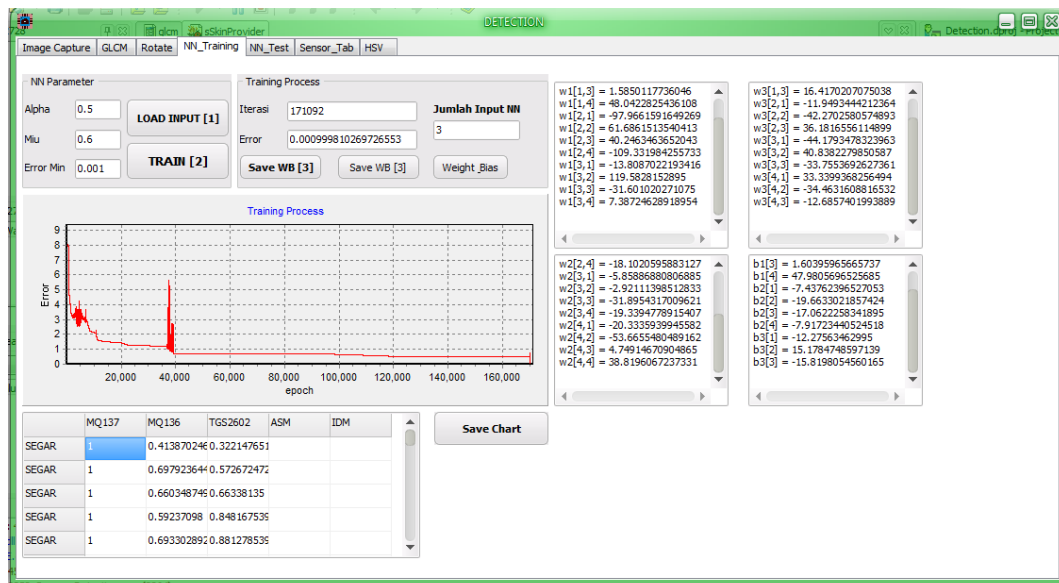 DETECTION
glcm sSkinProvider
Detection.dproj - Project
Image Capture GLCM Rotate NN_Training NN_Test Sensor_Tab HSV
NN Parameter
Alpha 0.5
Miu 0.6
Error Min 0.001
LOAD INPUT [1]
TRAIN [2]
Training Process
Iterasi 171092
Error 0.000999810269726553
Save WB [3] Save WB [3]
Jumlah Input NN
3
Weight_Bias
w1[1,3] = 1.5850117736046
w1[1,4] = 48.0422825436108
w1[2,1] = -97.9661591649269
w1[2,2] = 61.6861513540413
w1[2,3] = 40.2463463652043
w1[2,4] = -109.331984255733
w1[3,1] = -13.8087022193416
w1[3,2] = 119.5828152895
w1[3,3] = -31.601020271075
w1[3,4] = 7.38724628918954
w3[1,3] = 16.4170207075038
w3[2,1] = -11.9493444212364
w3[2,2] = -42.2702580574893
w3[2,3] = 36.1816556114899
w3[3,1] = -44.1793478323963
w3[3,2] = 40.8382279850587
w3[3,3] = -33.7553692627361
w3[4,1] = 33.3399368256494
w3[4,2] = -34.4631608816532
w3[4,3] = -12.6857401993889
Training Process
Error
9
8
7
6
5
4
3
2
1
0
20,000 40,000 60,000 80,000 100,000 120,000 140,000 160,000
epoch
w2[2,4] = -18.1020595883127
w2[3,1] = -5.85886880806885
w2[3,2] = -2.92111398512833
w2[3,3] = -31.8954317009621
w2[3,4] = -19.3394778915407
w2[4,1] = -20.3335939945582
w2[4,2] = -53.6655480489162
w2[4,3] = 4.74914670904865
w2[4,4] = 38.8196067237331
b1[3] = 1.60395965665737
b1[4] = 47.9805696525685
b2[1] = -7.43762396527053
b2[2] = -19.6633021857424
b2[3] = -17.0622258341895
b2[4] = -7.91723440524518
b3[1] = -12.27563462995
b3[2] = 15.1784748597139
b3[3] = -15.8198054560165
MQ137 MQ136 TGS2602 ASM IDM
SEGAR 1 0.413870246 0.322147651
SEGAR 1 0.697923644 0.572672472
SEGAR 1 0.660348749 0.66338135
SEGAR 1 0.59237098 0.848167539
SEGAR 1 0.693302892 0.881278539
Save Chart